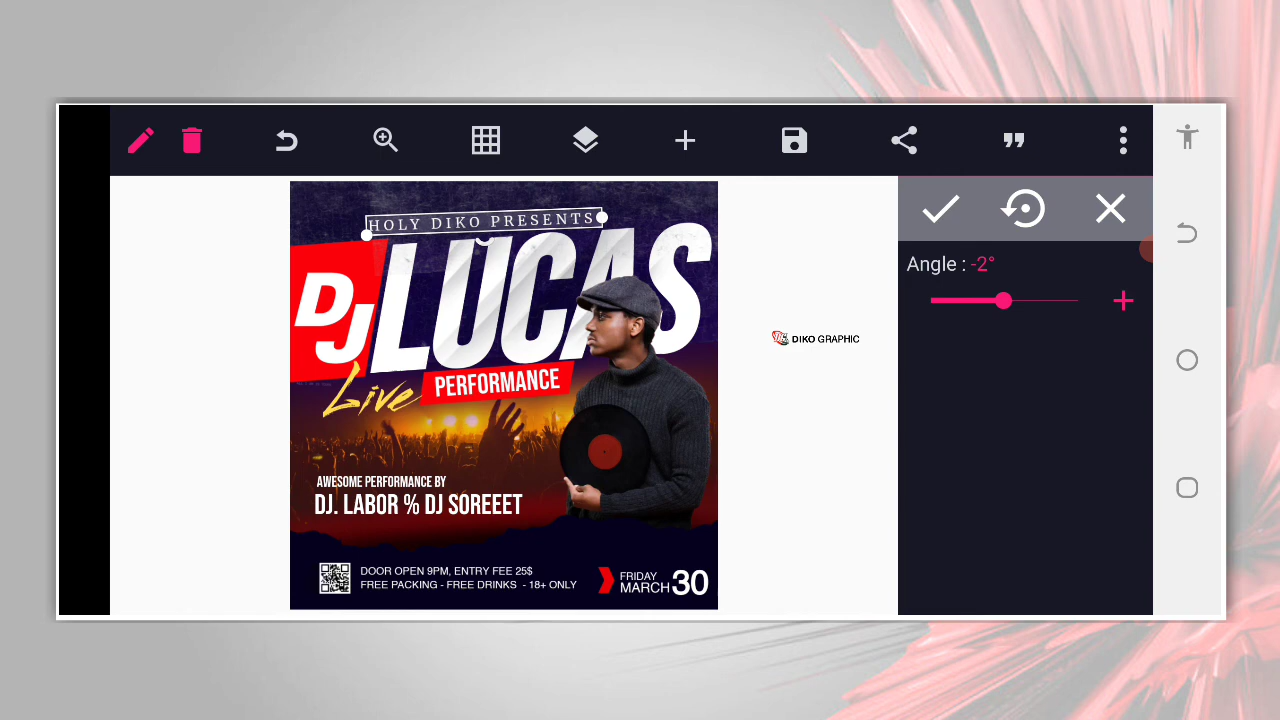 HOLY DIKO PRESENTS
DJ
LUCAS
Live
PERFORMANCE
AWESOME PERFORMANCE BY
DJ. LABOR % DJ SOREEET
DOOR OPEN 9PM, ENTRY FEE 25$
FREE PACKING - FREE DRINKS - 18+ ONLY
FRIDAY
MARCH 30
DIKO GRAPHIC
Angle : -2°